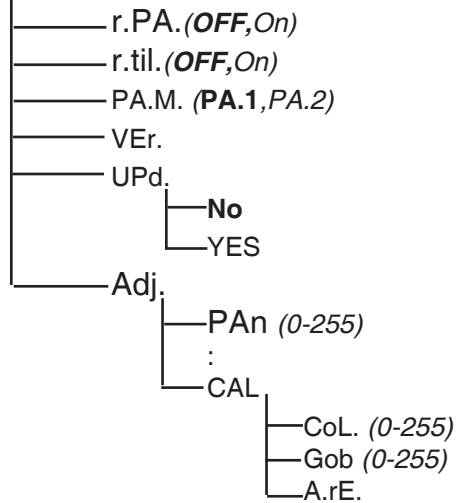 r.PA.(OFF,On)
r.til.(OFF,On)
PA.M. (PA.1,PA.2)
VEr.
UPd.
No
YES
Adj.
PAn (0-255)
:
CAL
CoL. (0-255)
Gob (0-255)
A.rE.